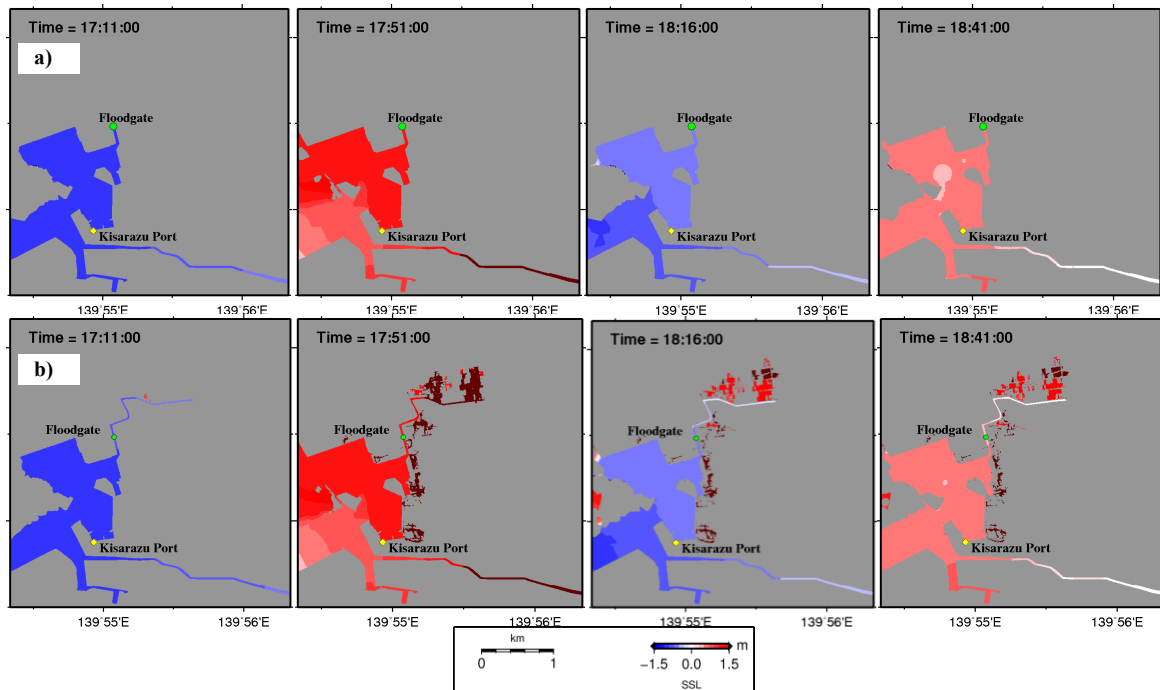 Time = 17:11:00
Time = 17:51:00
Time = 18:16:00
Time = 18:41:00
a)
Floodgate
Floodgate
Floodgate
Floodgate
Kisarazu Port
Kisarazu Port
Kisarazu Port
Kisarazu Port
139˚55'E
139˚56'E
139˚55'E
139˚56'E
139˚55'E
139˚56'E
139˚55'E
139˚56'E
Time = 17:11:00
Time = 17:51:00
Time = 18:16:00
Time = 18:41:00
b)
Floodgate
Floodgate
Floodgate
Floodgate
Kisarazu Port
Kisarazu Port
Kisarazu Port
Kisarazu Port
139˚55'E
139˚56'E
139˚55'E
139˚56'E
139˚55'E
139˚56'E
139˚55'E
139˚56'E
km
0 1
m
−1.5 0.0 1.5
SSL